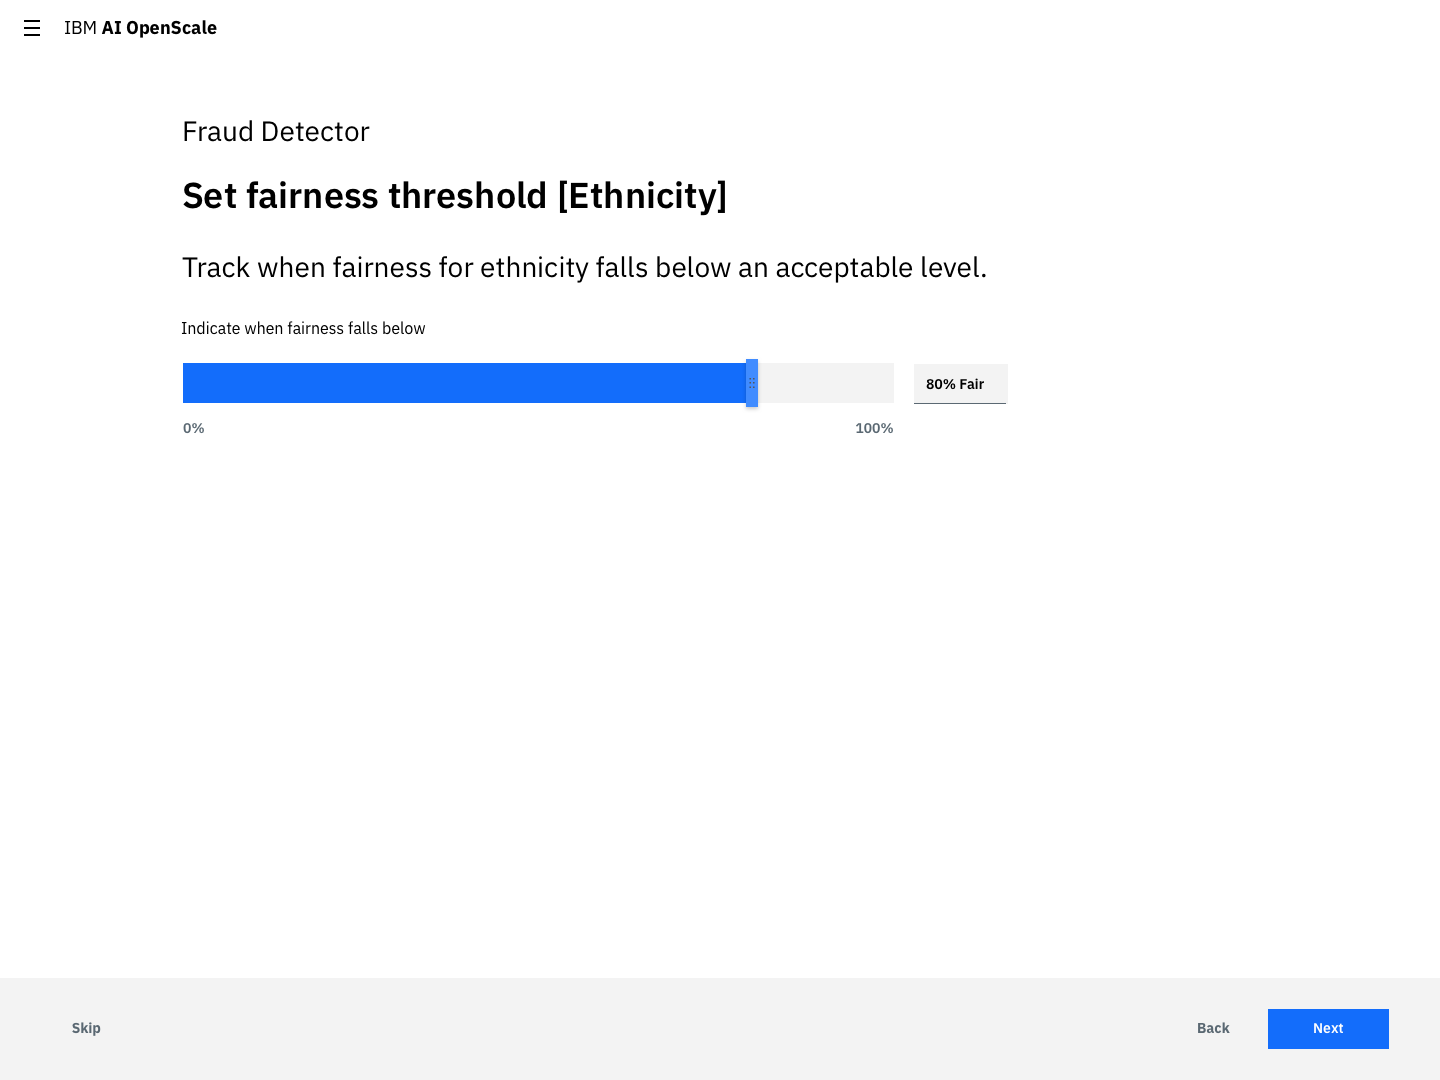 IBM AI OpenScale
Fraud Detector
Set fairness threshold [Ethnicity]
Track when fairness for ethnicity falls below an acceptable level.
Indicate when fairness falls below
80% Fair
0% 100%
Skip Back Next